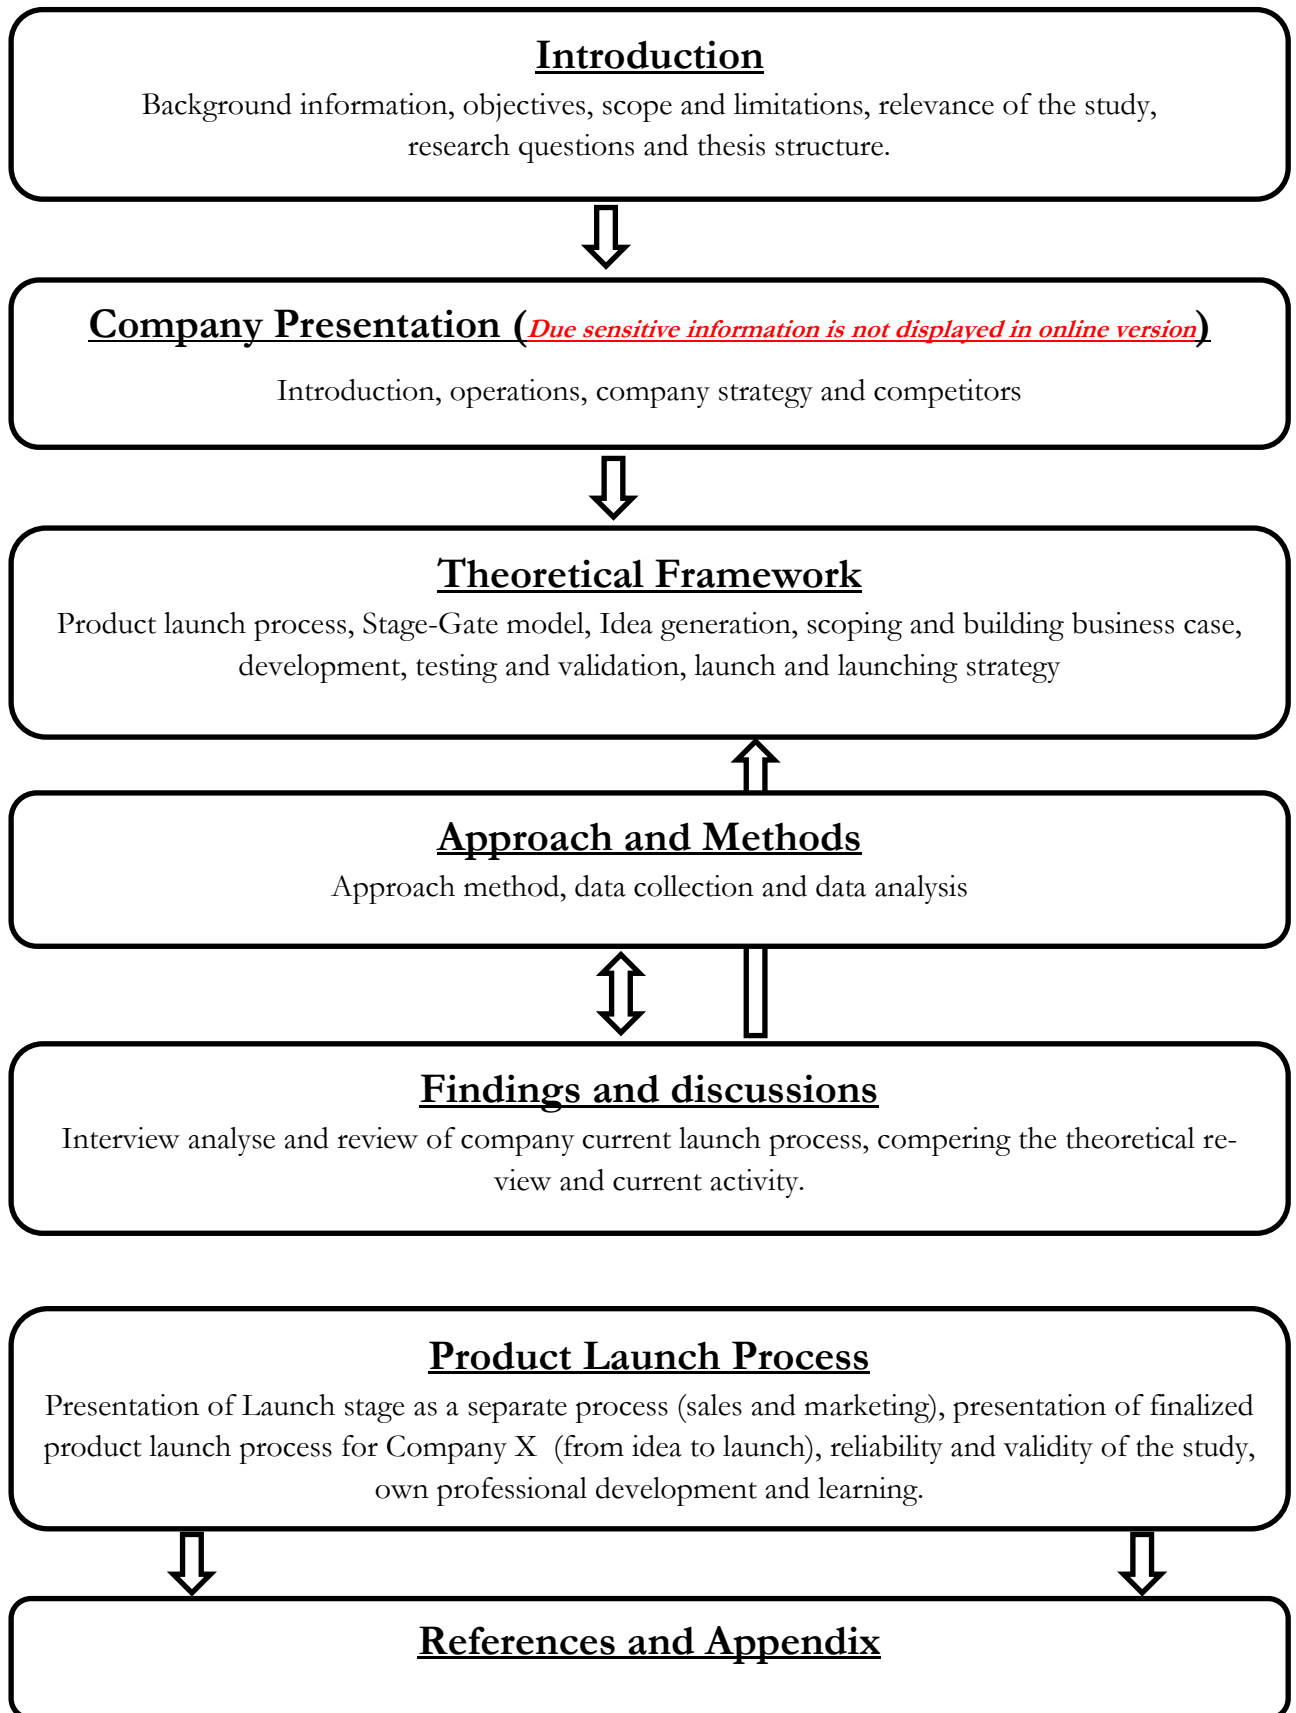 Introduction
Background information, objectives, scope and limitations, relevance of the study,
research questions and thesis structure.
Company Presentation (Due sensitive information is not displayed in online version)
Introduction, operations, company strategy and competitors
Theoretical Framework
Product launch process, Stage-Gate model, Idea generation, scoping and building business case,
development, testing and validation, launch and launching strategy
Approach and Methods
Approach method, data collection and data analysis
Findings and discussions
Interview analyse and review of company current launch process, compering the theoretical re-
view and current activity.
Product Launch Process
Presentation of Launch stage as a separate process (sales and marketing), presentation of finalized
product launch process for Company X (from idea to launch), reliability and validity of the study,
own professional development and learning.
References and Appendix